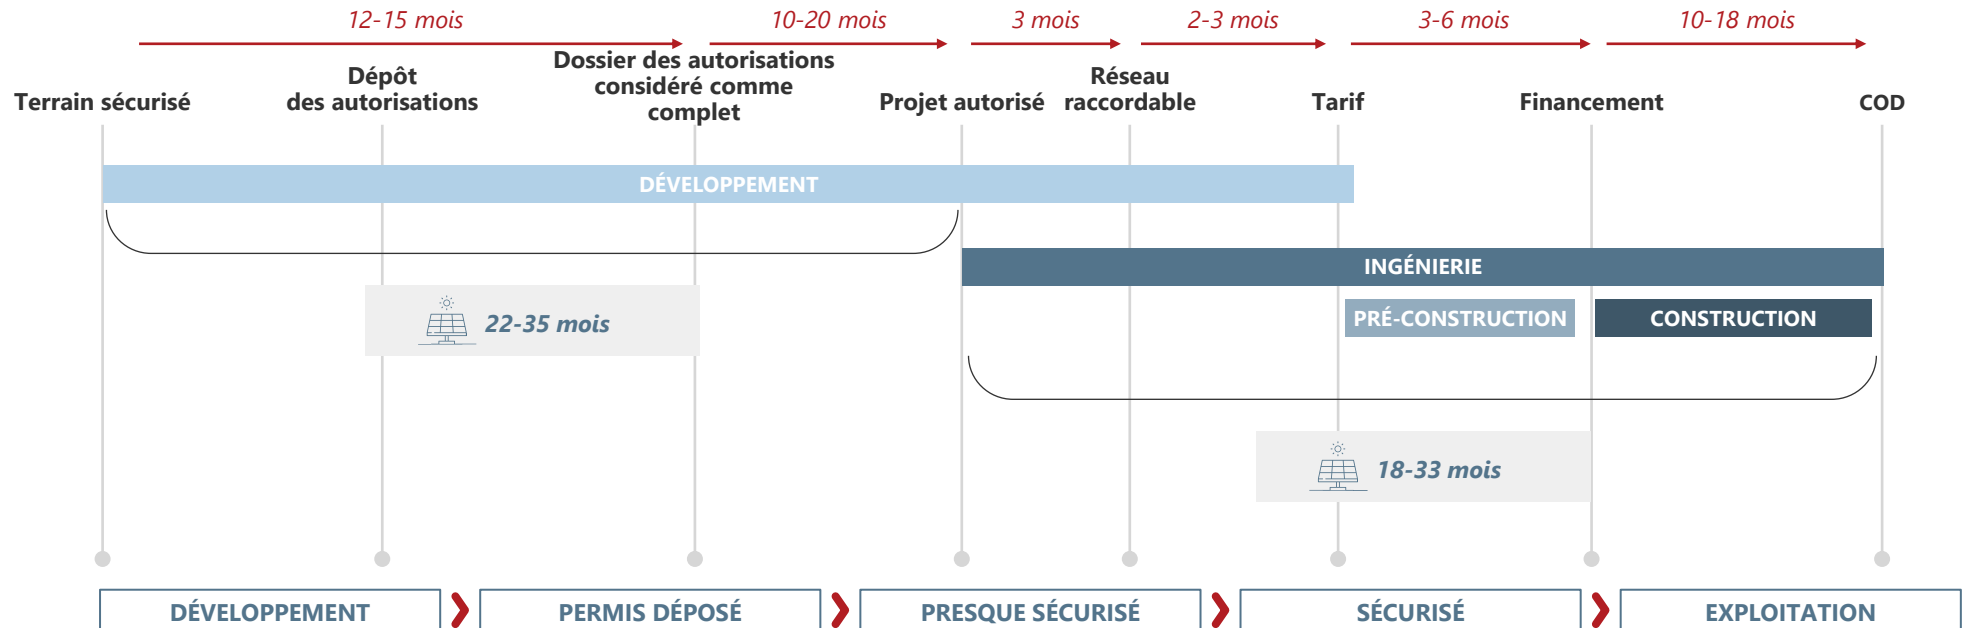 12-15 mois
10-20 mois
3 mois
2-3 mois
3-6 mois
10-18 mois
Terrain sécurisé
Dépôt
des autorisations
Dossier des autorisations
considéré comme
complet
Projet autorisé
Réseau
raccordable
Tarif
Financement
COD
DÉVELOPPEMENT
INGÉNIERIE
22-35 mois
PRÉ-CONSTRUCTION
CONSTRUCTION
18-33 mois
DÉVELOPPEMENT
PERMIS DÉPOSÉ
PRESQUE SÉCURISÉ
SÉCURISÉ
EXPLOITATION